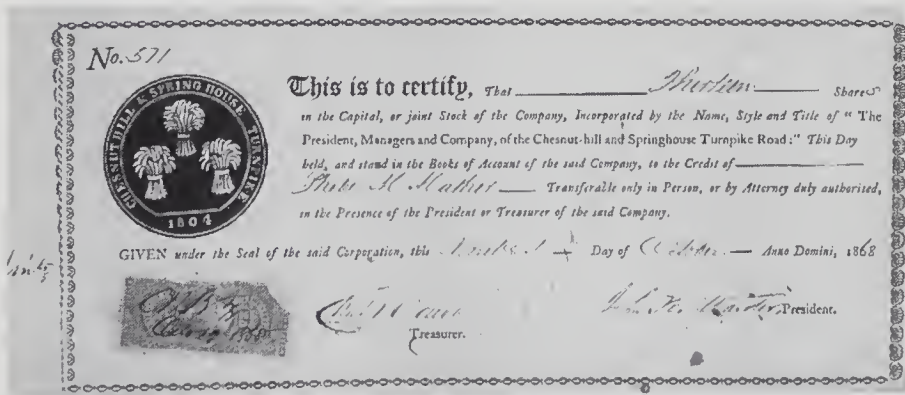 No. 571
CHESNUTHILL & SPRING HOUSE TURNPIKE
1804
This is to certify, That Thirteen Shares
in the Capital, or joint Stock of the Company, Incorporated by the Name, Style and Title of " The
President, Managers and Company, of the Chesnut-hill and Springhouse Turnpike Road:" This Day
held, and stand in the Books of Account of the said Company, to the Credit of
M Mather Transferable only in Person, or by Attorney duly authorised,
in the Presence of the President or Treasurer of the said Company.
GIVEN under the Seal of the said Corporation, this Day of October Anno Domini, 1868
President.
Treasurer.